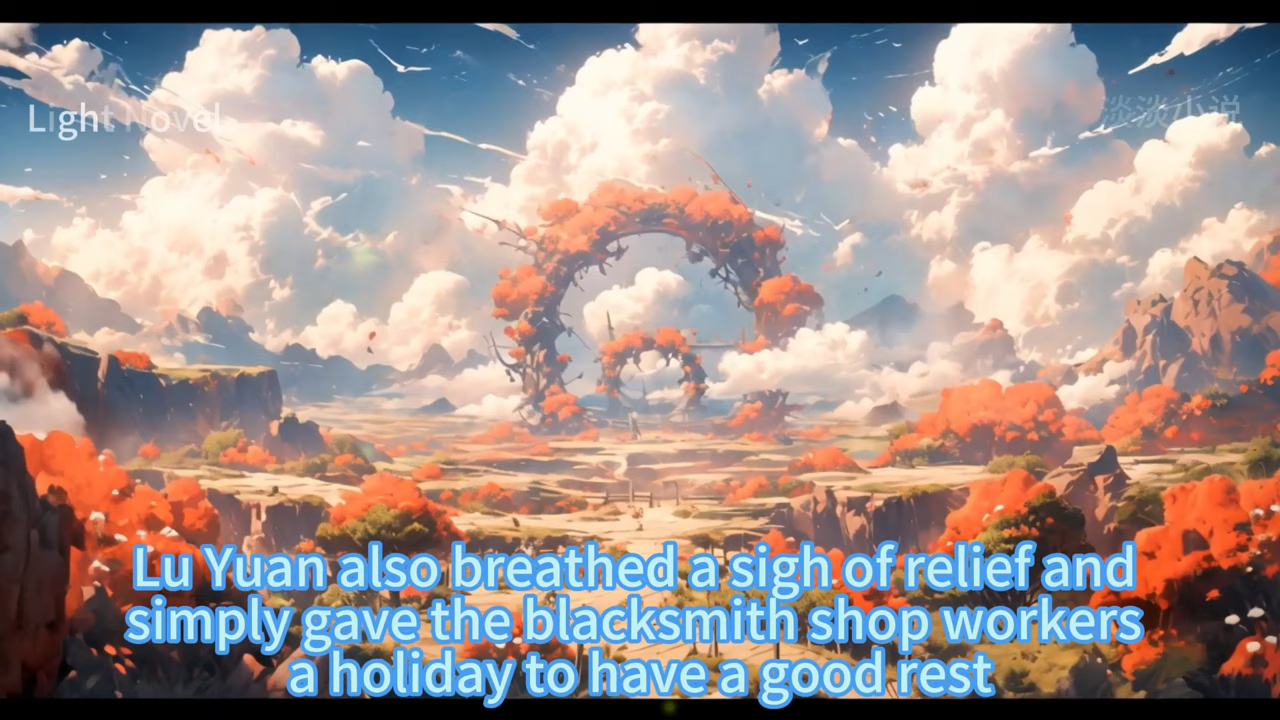 Light Novel
淡淡小说
Lu Yuan also breathed a sigh of relief and
simply gave the blacksmith shop workers
a holiday to have a good rest